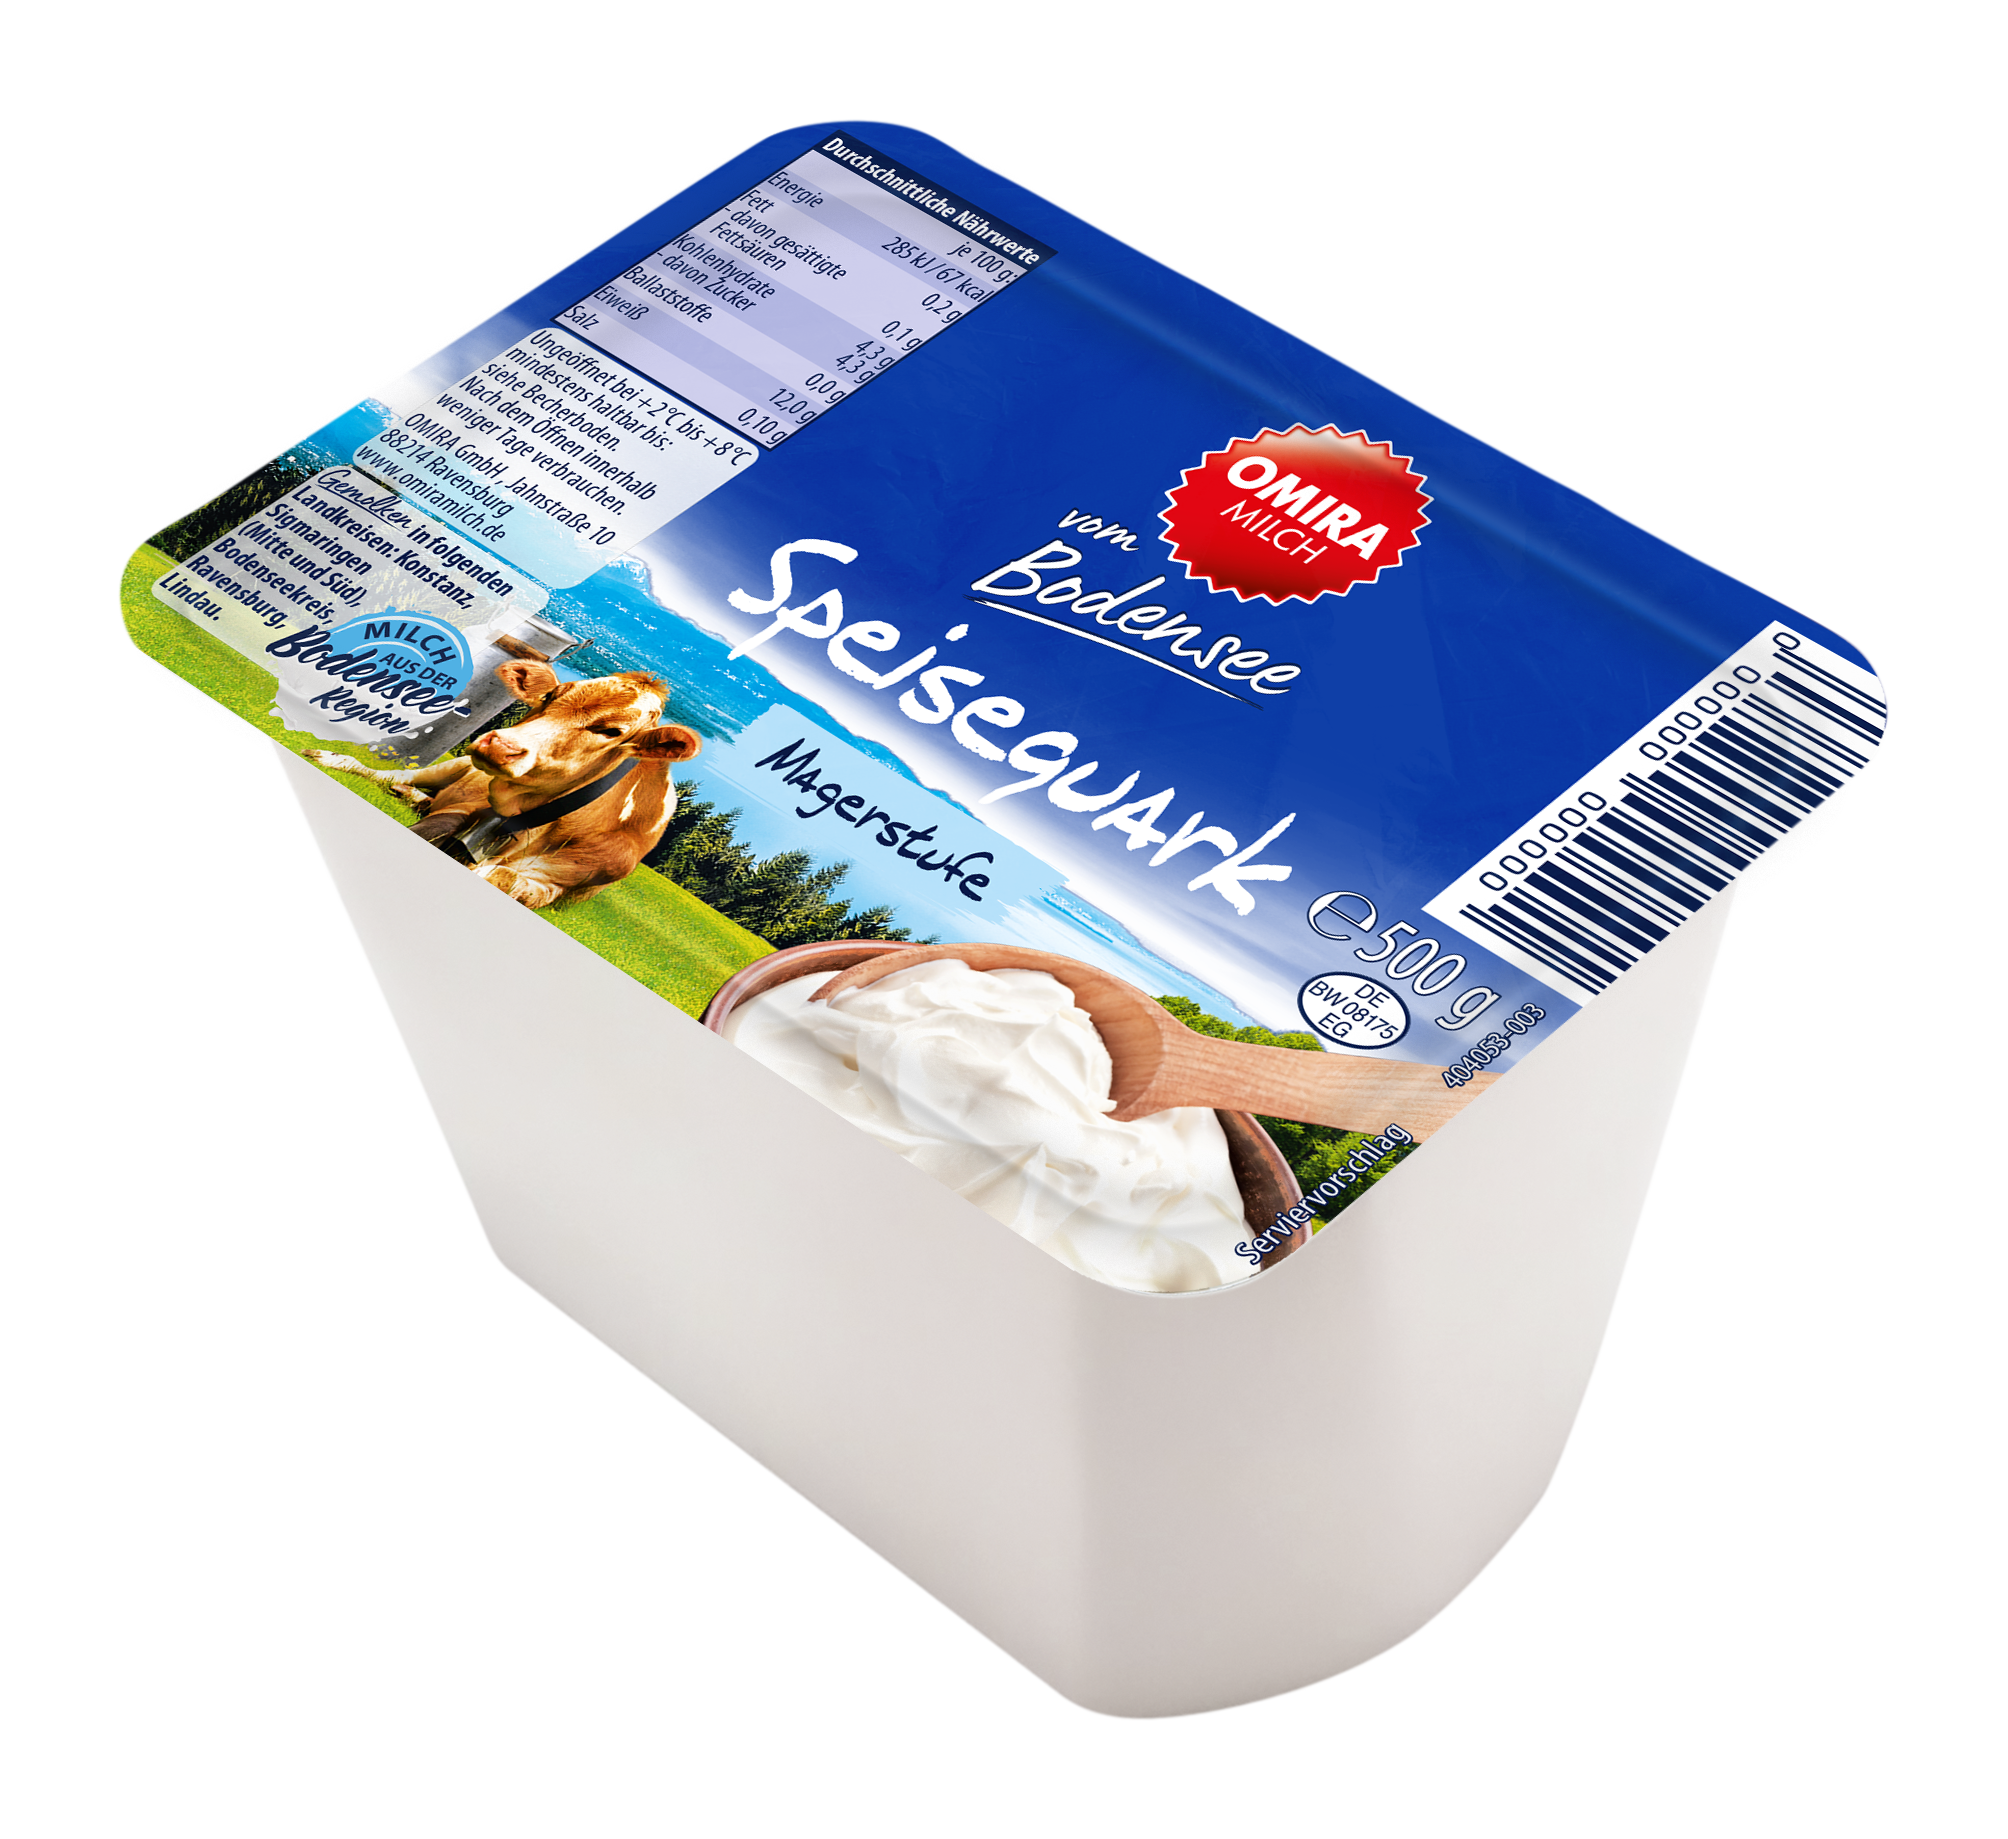 Durchschnittliche Nährwerte
je 100 g:
Energie 285 kJ / 67 kcal
Fett 0,2 g
- davon gesättigte
Fettsäuren 0,1 g
Kohlenhydrate 4,3 g
- davon Zucker 4,3 g
Ballaststoffe 0,0 g
Eiweiß 12,0 g
Salz 0,10 g
Ungeöffnet bei +2°C bis +8°C
mindestens haltbar bis:
siehe Becherboden.
Nach dem Öffnen innerhalb
weniger Tage verbrauchen.
OMIRA GmbH, Jahnstraße 10
88214 Ravensburg
www.omiramilch.de
Gemolken in folgenden
Landkreisen: Konstanz,
Sigmaringen
(Mitte und Süd),
Bodenseekreis,
Ravensburg,
Lindau.
MILCH
AUS DER
Bodensee-
Region
OMIRA
MILCH
vom
Bodensee
Speisequark
Magerstufe
000000 000000 0
e 500 g
DE
BW 08175
EG
404053-003
Serviervorschlag